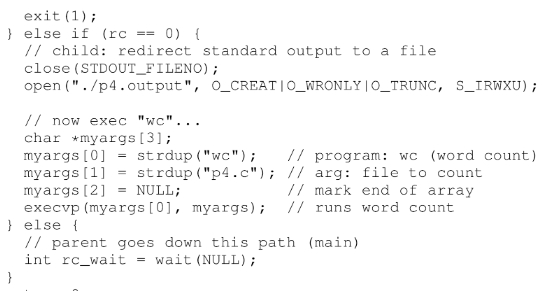 exit(1);
} else if (rc == 0) {
// child: redirect standard output to a file
close(STDOUT_FILENO);
open("./p4.output", O_CREAT|O_WRONLY|O_TRUNC, S_IRWXU);
// now exec "wc"...
char *myargs[3];
myargs[0] = strdup("wc"); // program: wc (word count)
myargs[1] = strdup("p4.c"); // arg: file to count
myargs[2] = NULL; // mark end of array
execvp(myargs[0], myargs); // runs word count
} else {
// parent goes down this path (main)
int rc_wait = wait(NULL);
}